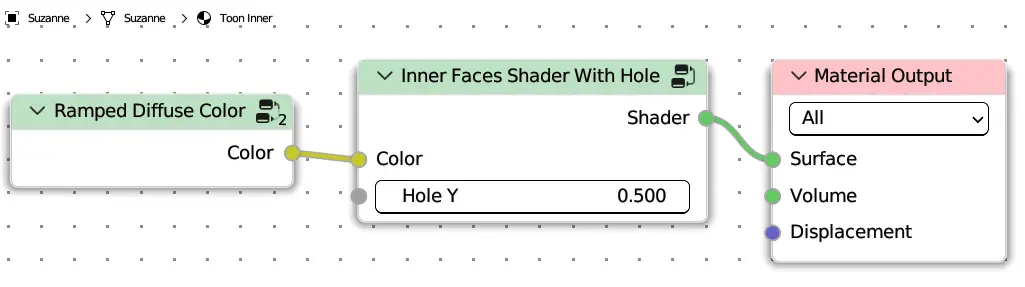 Suzanne > Suzanne > Toon Inner
Ramped Diffuse Color 2
Color
Inner Faces Shader With Hole
Shader
Color
Hole Y 0.500
Material Output
All
Surface
Volume
Displacement